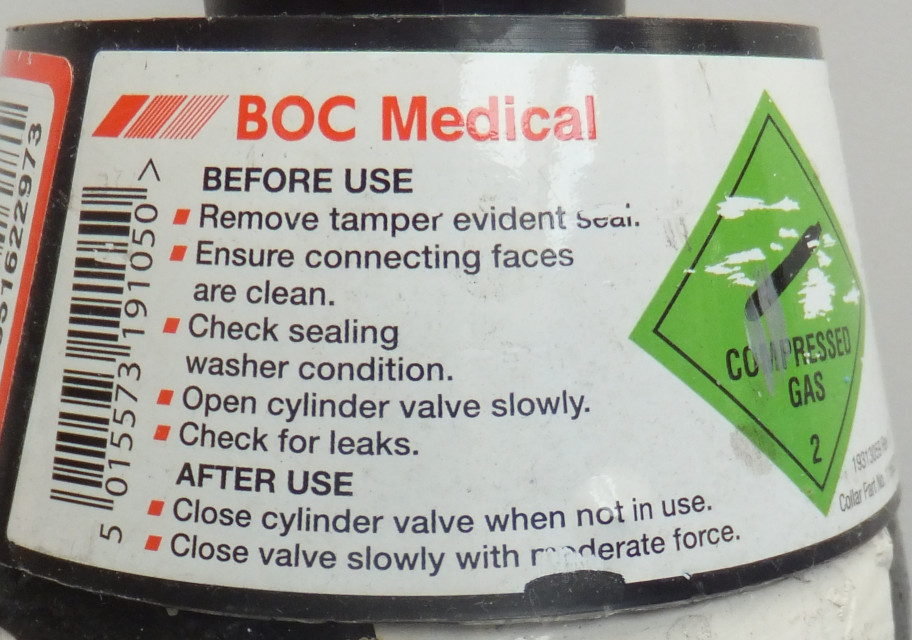 BOC Medical
BEFORE USE
Remove tamper evident seal.
Ensure connecting faces
are clean.
Check sealing
washer condition.
Open cylinder valve slowly.
Check for leaks.
AFTER USE
Close cylinder valve when not in use.
Close valve slowly with moderate force.
5 015573 191050 >
COMPRESSED
GAS
2
Collar Part No.